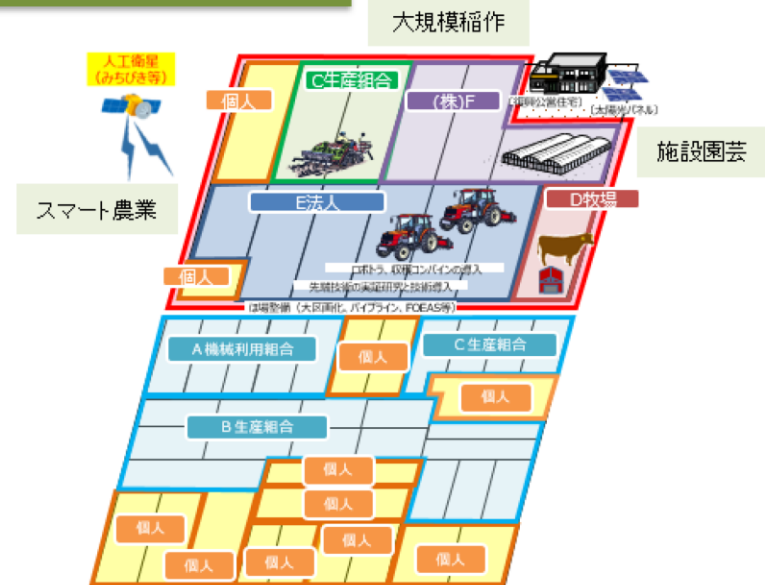 大規模稲作
人工衛星
(みちびき等)
個人
C生産組合
(株)F
〔復興公営住宅〕
〔太陽光パネル〕
施設園芸
スマート農業
E法人
D牧場
ロボトラ、収穫コンバインの導入
先端技術の実証研究と技術導入
個人
ほ場整備（大区画化、パイプライン、FOEAS等）
A機械利用組合
個人
C生産組合
個人
B生産組合
個人
個人
個人
個人
個人
個人
個人